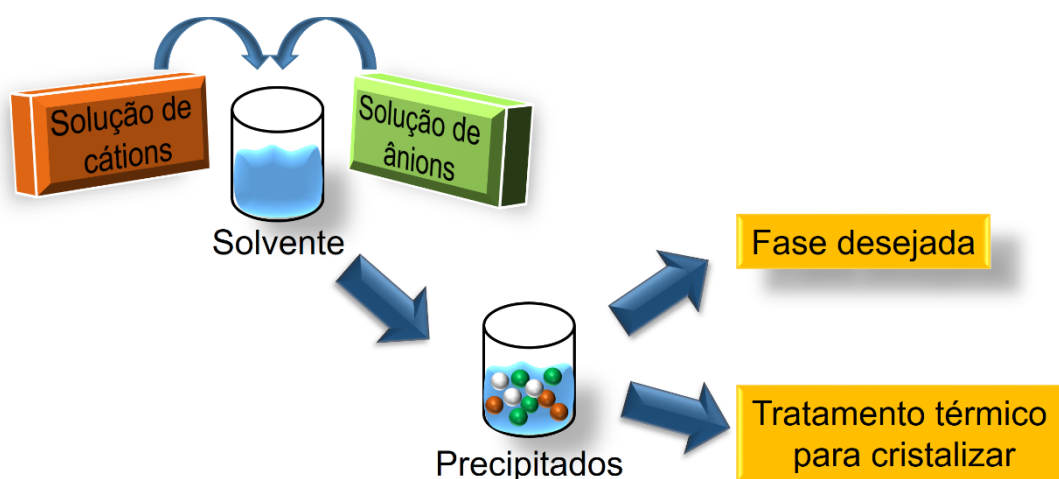 Solução de
cátions
Solução de
ânions
Solvente
Fase desejada
Precipitados
Tratamento térmico
para cristalizar